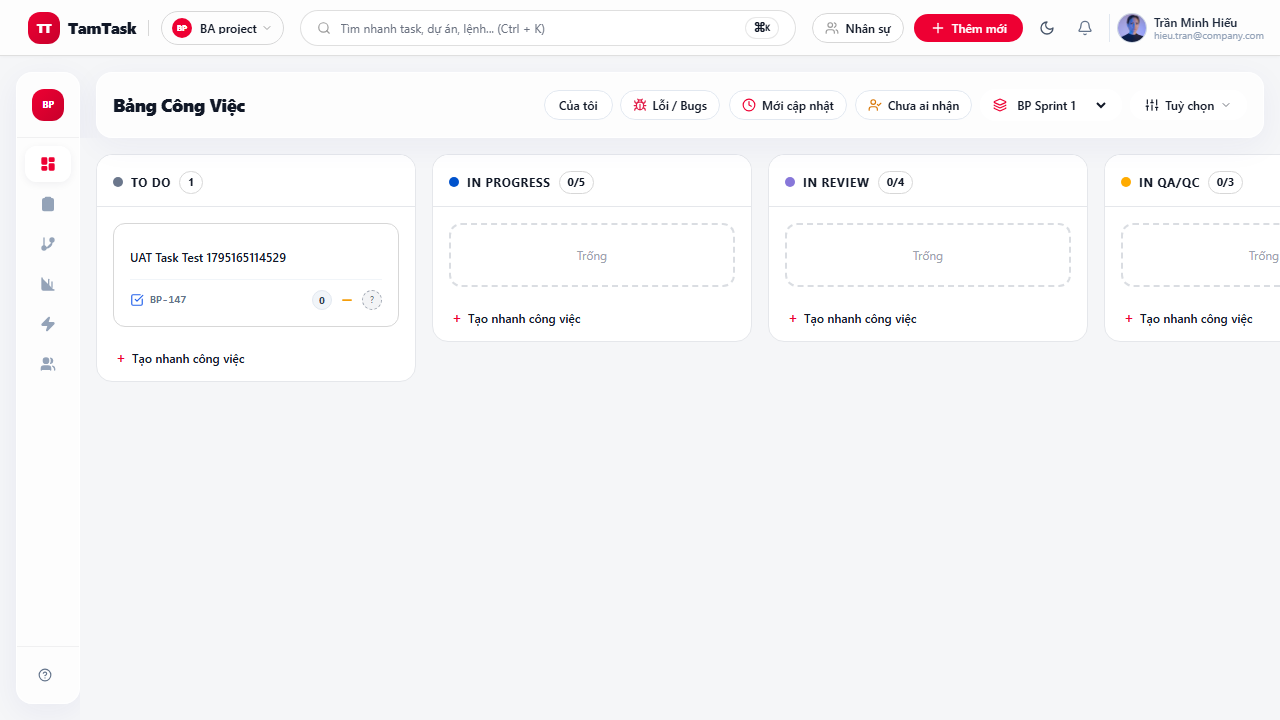 TT TamTask BP BA project Tìm nhanh task, dự án, lệnh... (Ctrl + K) ⌘K Nhân sự + Thêm mới Trần Minh Hiếu
hieu.tran@company.com
BP
Bảng Công Việc Của tôi Lỗi / Bugs Mới cập nhật Chưa ai nhận BP Sprint 1 Tuỳ chọn
TO DO 1
UAT Task Test 1795165114529
BP-147 0 ?
+ Tạo nhanh công việc
IN PROGRESS 0/5
Trống
+ Tạo nhanh công việc
IN REVIEW 0/4
Trống
+ Tạo nhanh công việc
IN QA/QC 0/3
Trống
+ Tạo nhanh công việc